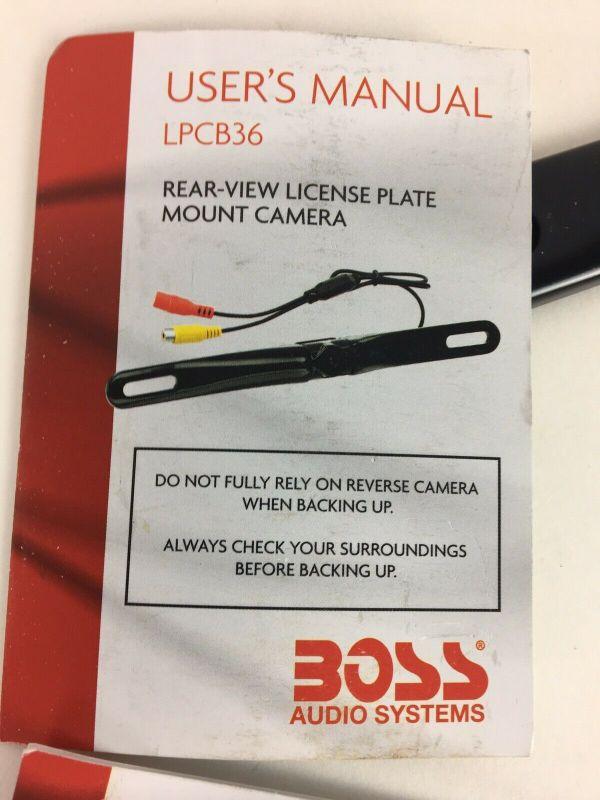 USER'S MANUAL
LPCB36
REAR-VIEW LICENSE PLATE
MOUNT CAMERA
DO NOT FULLY RELY ON REVERSE CAMERA
WHEN BACKING UP.
ALWAYS CHECK YOUR SURROUNDINGS
BEFORE BACKING UP.
BOSS®
AUDIO SYSTEMS